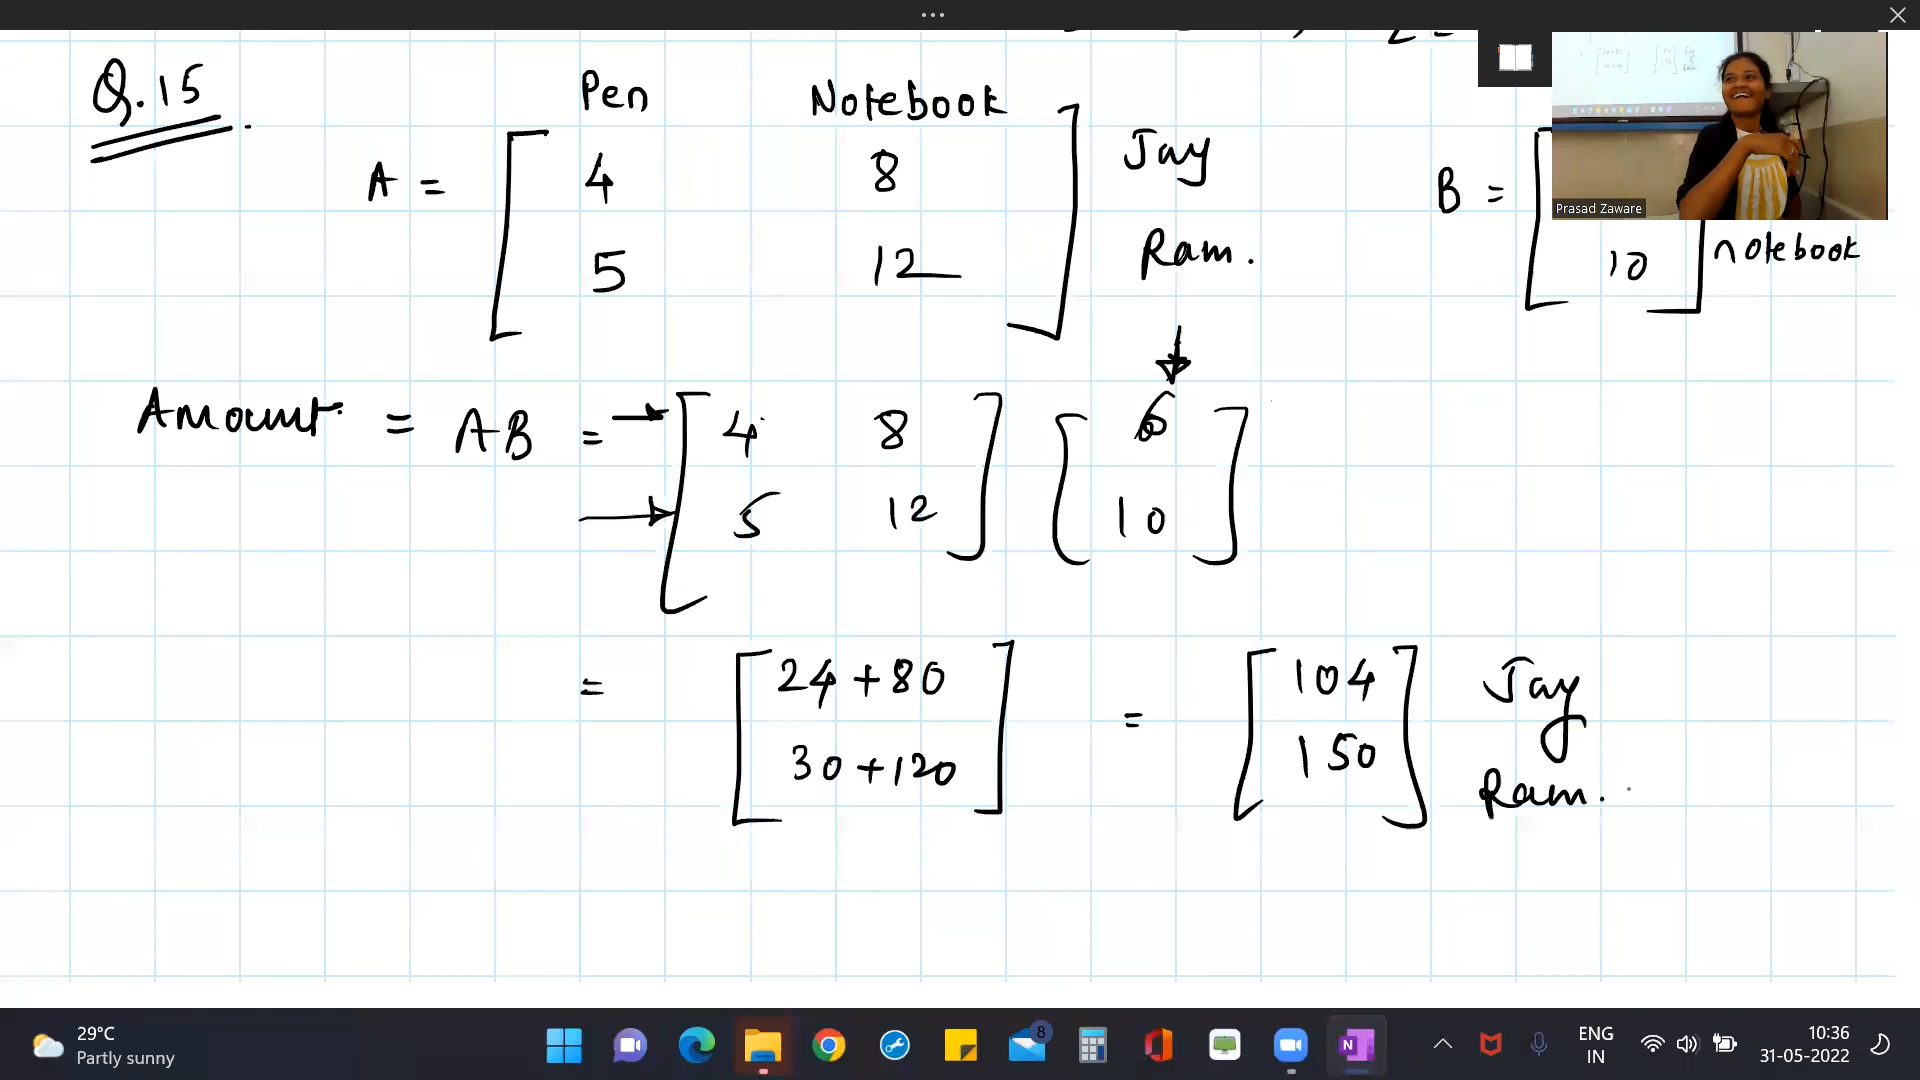 Q.15
Pen Notebook
A = [ 4 8 ] Jay
[ 5 12 ] Ram.
B = [
10 ] notebook
Prasad Zaware
Amount = AB = [ 4 8 ] [ 6 ]
[ 5 12 ] [ 10 ]
= [ 24+80 ] = [ 104 ] Jay
[ 30+120 ] [ 150 ] Ram.
29°C
Partly sunny
8
N
ENG
IN
10:36
31-05-2022